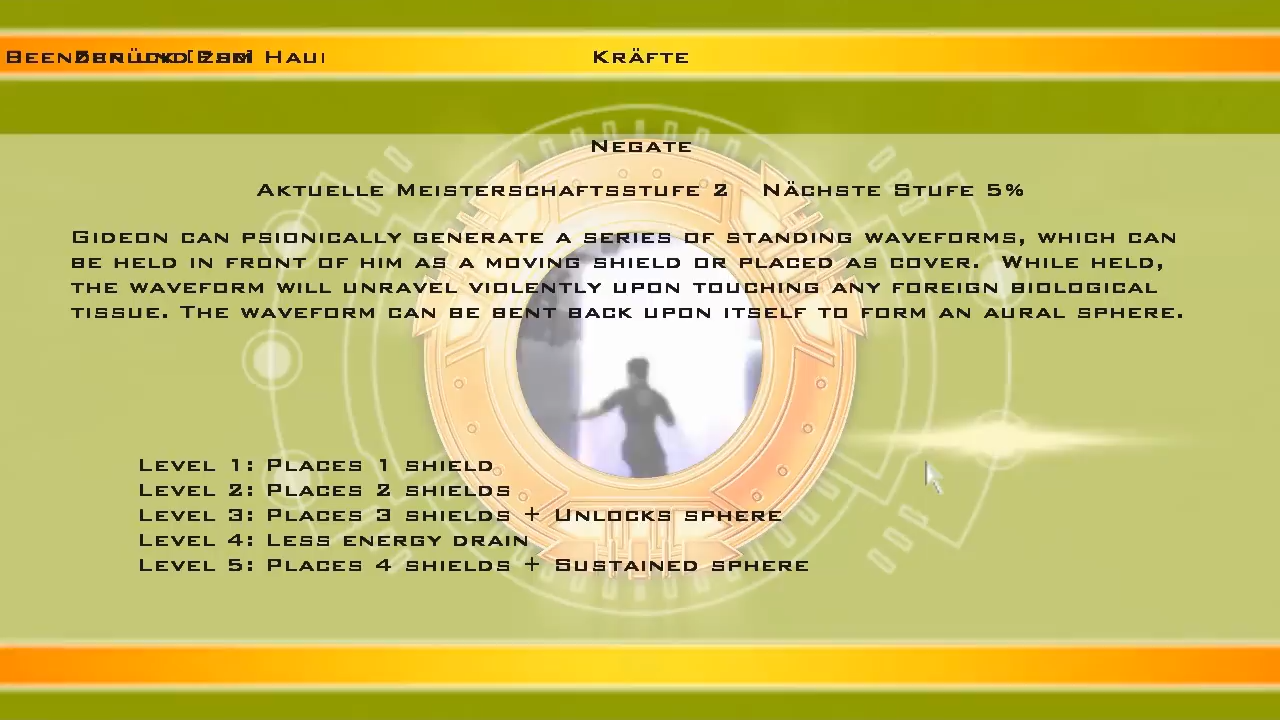 Kräfte
Negate
Aktuelle Meisterschaftsstufe 2 Nächste Stufe 5%
Gideon can psionically generate a series of standing waveforms, which can
be held in front of him as a moving shield or placed as cover. While held,
the waveform will unravel violently upon touching any foreign biological
tissue. The waveform can be bent back upon itself to form an aural sphere.
Level 1: Places 1 shield
Level 2: Places 2 shields
Level 3: Places 3 shields + Unlocks sphere
Level 4: Less energy drain
Level 5: Places 4 shields + Sustained sphere